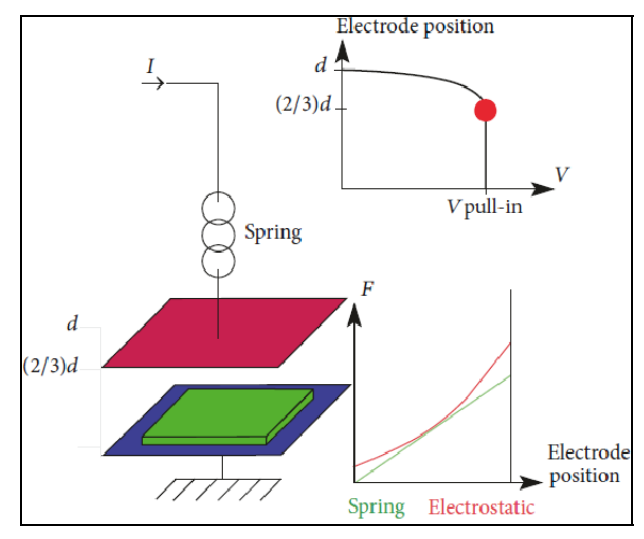 Electrode position
I
d
(2/3)d
V
V pull-in
Spring
F
d
(2/3)d
Electrode
position
Spring Electrostatic